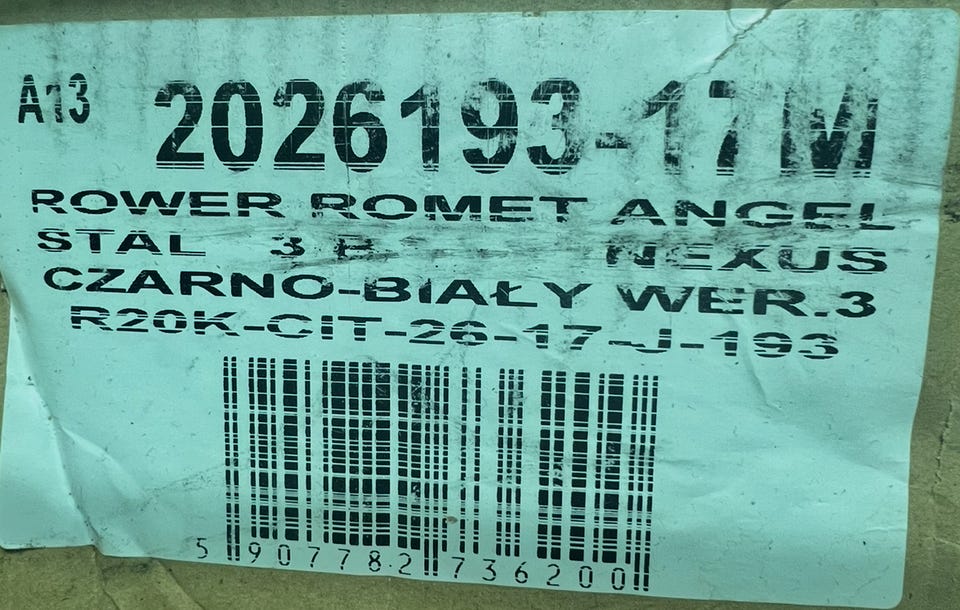 A13
2026193-17 M
ROWER ROMET ANGEL
STAL 3 B NEXUS
CZARNO-BIAŁY WER.3
R20K-CIT-26-17-J-193
5 907782 736200